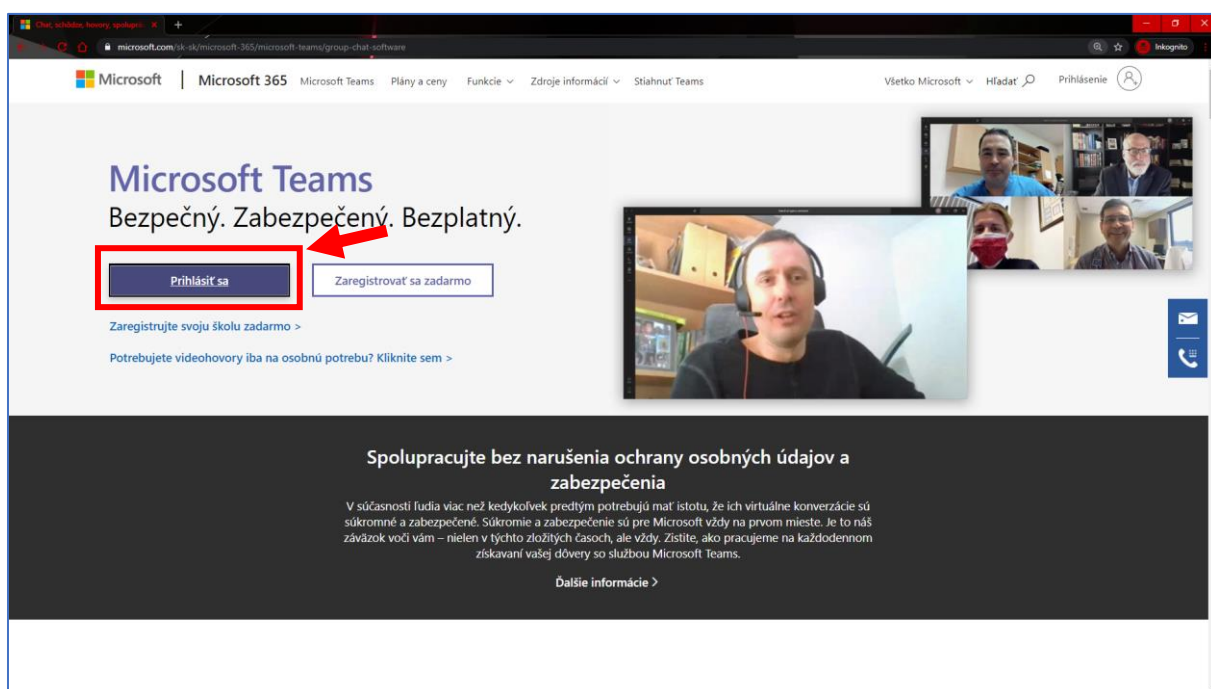 Chat, schôdze, hovory, spolupráca
microsoft.com/sk-sk/microsoft-365/microsoft-teams/group-chat-software
Inkognito
Microsoft
Microsoft 365
Microsoft Teams
Plány a ceny
Funkcie
Zdroje informácií
Stiahnuť Teams
Všetko Microsoft
Hľadať
Prihlásenie
Microsoft Teams
Bezpečný. Zabezpečený. Bezplatný.
Prihlásiť sa
Zaregistrovať sa zadarmo
Zaregistrujte svoju školu zadarmo >
Potrebujete videohovory iba na osobnú potrebu? Kliknite sem >
Spolupracujte bez narušenia ochrany osobných údajov a
zabezpečenia
V súčasnosti ľudia viac než kedykoľvek predtým potrebujú mať istotu, že ich virtuálne konverzácie sú
súkromné a zabezpečené. Súkromie a zabezpečenie sú pre Microsoft vždy na prvom mieste. Je to náš
záväzok voči vám – nielen v týchto zložitých časoch, ale vždy. Zistite, ako pracujeme na každodennom
získavaní vašej dôvery so službou Microsoft Teams.
Ďalšie informácie >